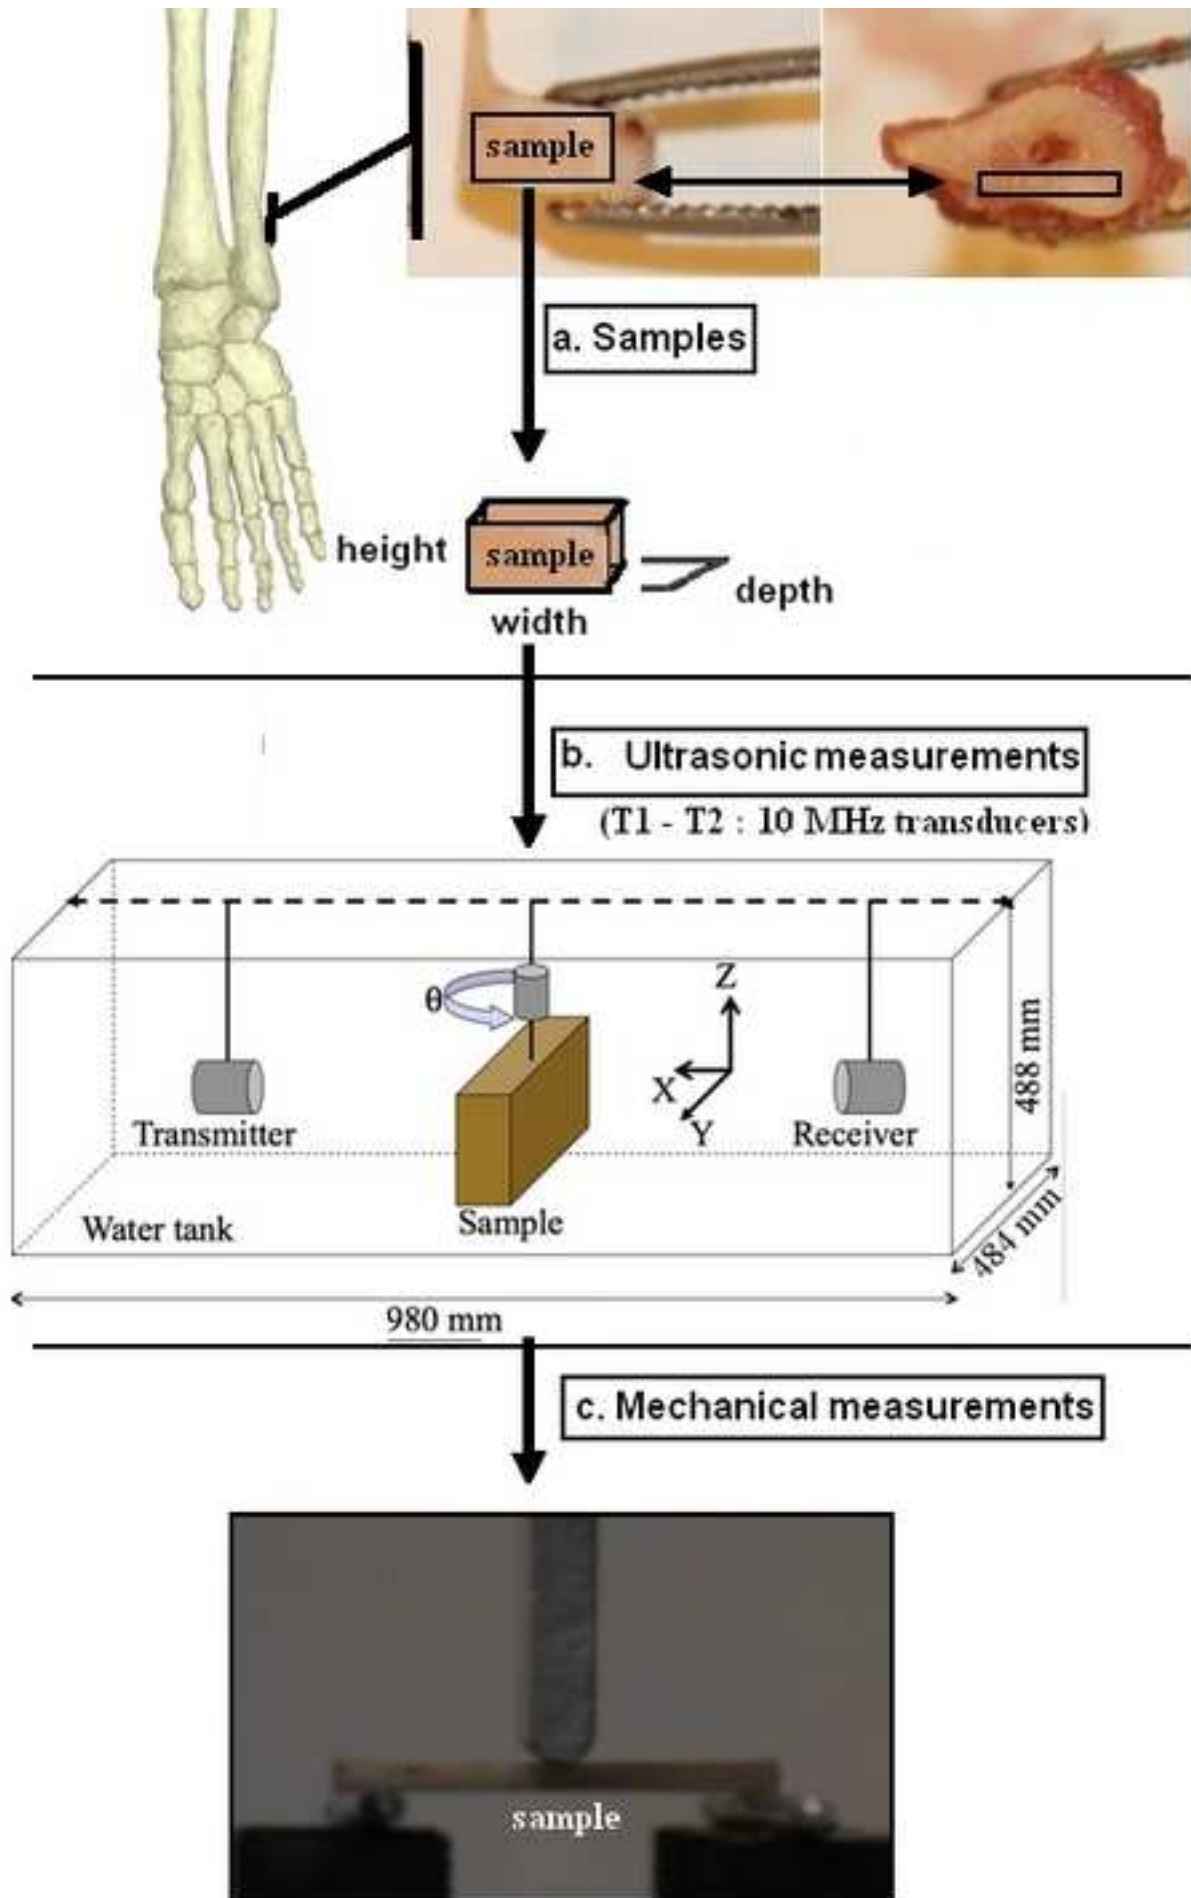 sample
a. Samples
height
sample
depth
width
b. Ultrasonic measurements
(T1 - T2 : 10 MHz transducers)
θ
Z
X
Y
488 mm
Transmitter
Receiver
Water tank
Sample
484 mm
980 mm
c. Mechanical measurements
sample